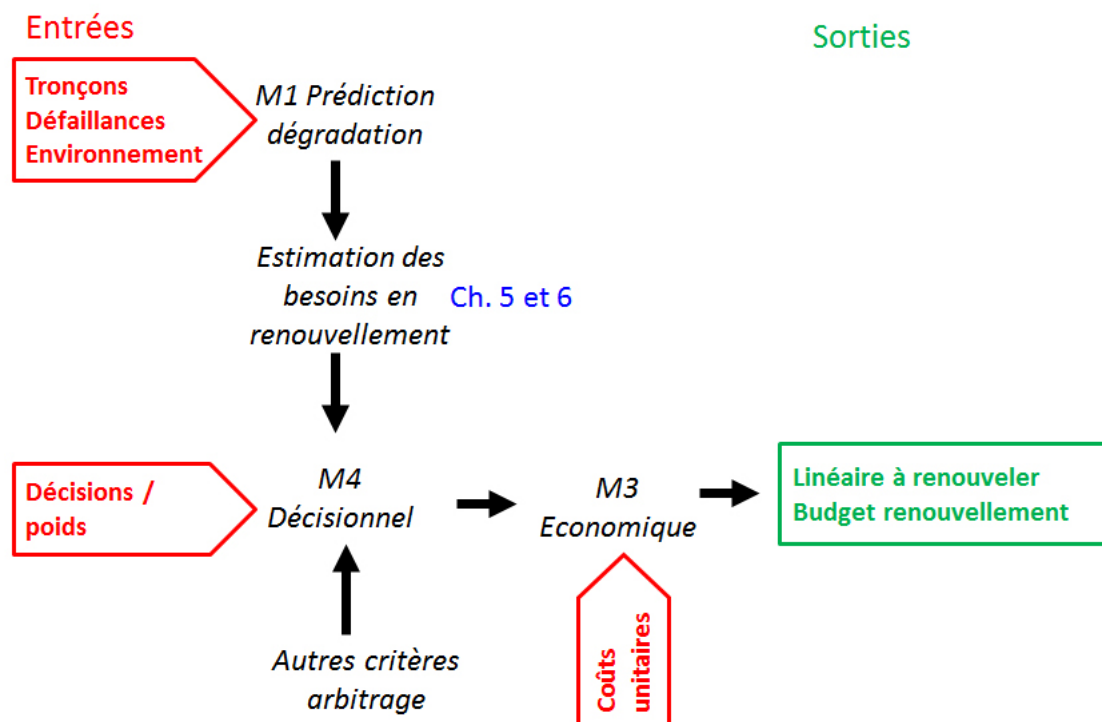 Entrées
Sorties
Tronçons
Défaillances
Environnement
M1 Prédiction
dégradation
Estimation des
besoins en
renouvellement
Ch. 5 et 6
Décisions /
poids
M4
Décisionnel
M3
Economique
Linéaire à renouveler
Budget renouvellement
Autres critères
arbitrage
Coûts
unitaires